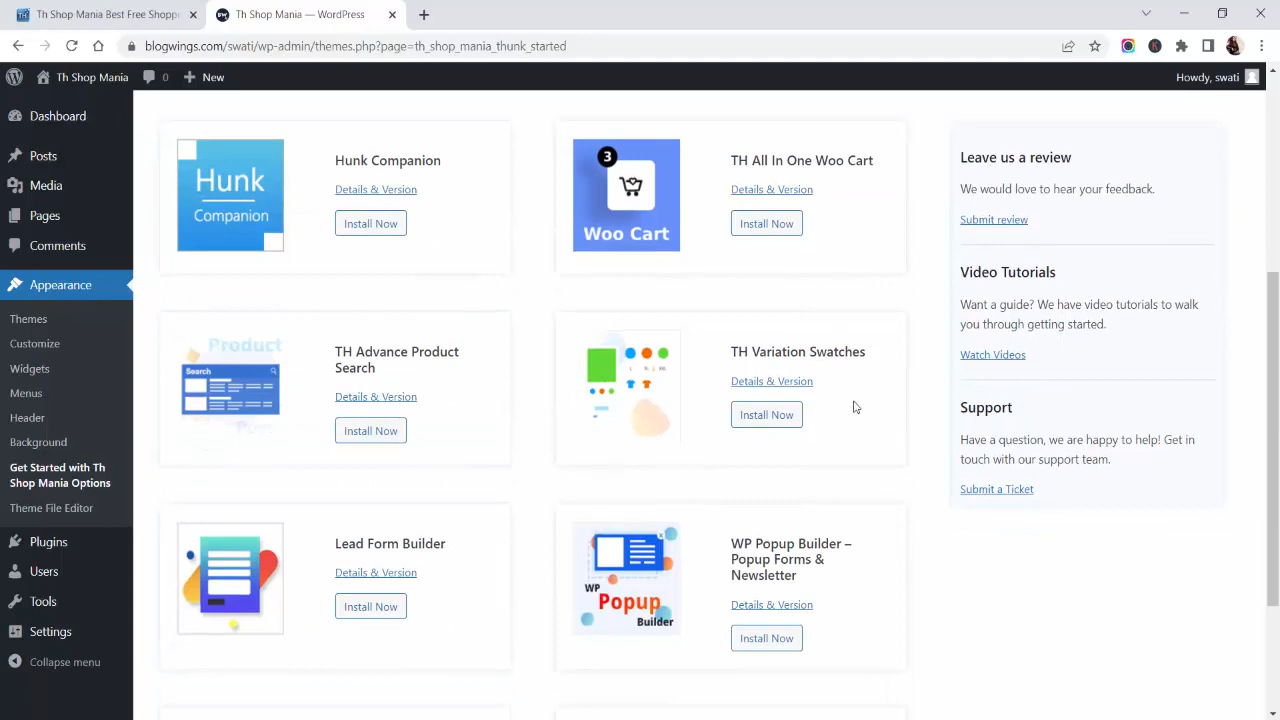 Th Shop Mania Best Free Shopp
Th Shop Mania — WordPress
blogwings.com/swati/wp-admin/themes.php?page=th_shop_mania_thunk_started
Th Shop Mania
0
New
Howdy, swati
Dashboard
Posts
Media
Pages
Comments
Appearance
Themes
Customize
Widgets
Menus
Header
Background
Get Started with Th
Shop Mania Options
Theme File Editor
Plugins
Users
Tools
Settings
Collapse menu
Hunk
Companion
Hunk Companion
Details & Version
Install Now
3
Woo Cart
TH All In One Woo Cart
Details & Version
Install Now
Product
Search
TH Advance Product
Search
Details & Version
Install Now
TH Variation Swatches
Details & Version
Install Now
Lead Form Builder
Details & Version
Install Now
WP
Popup
Builder
WP Popup Builder –
Popup Forms &
Newsletter
Details & Version
Install Now
Leave us a review
We would love to hear your feedback.
Submit review
Video Tutorials
Want a guide? We have video tutorials to walk
you through getting started.
Watch Videos
Support
Have a question, we are happy to help! Get in
touch with our support team.
Submit a Ticket